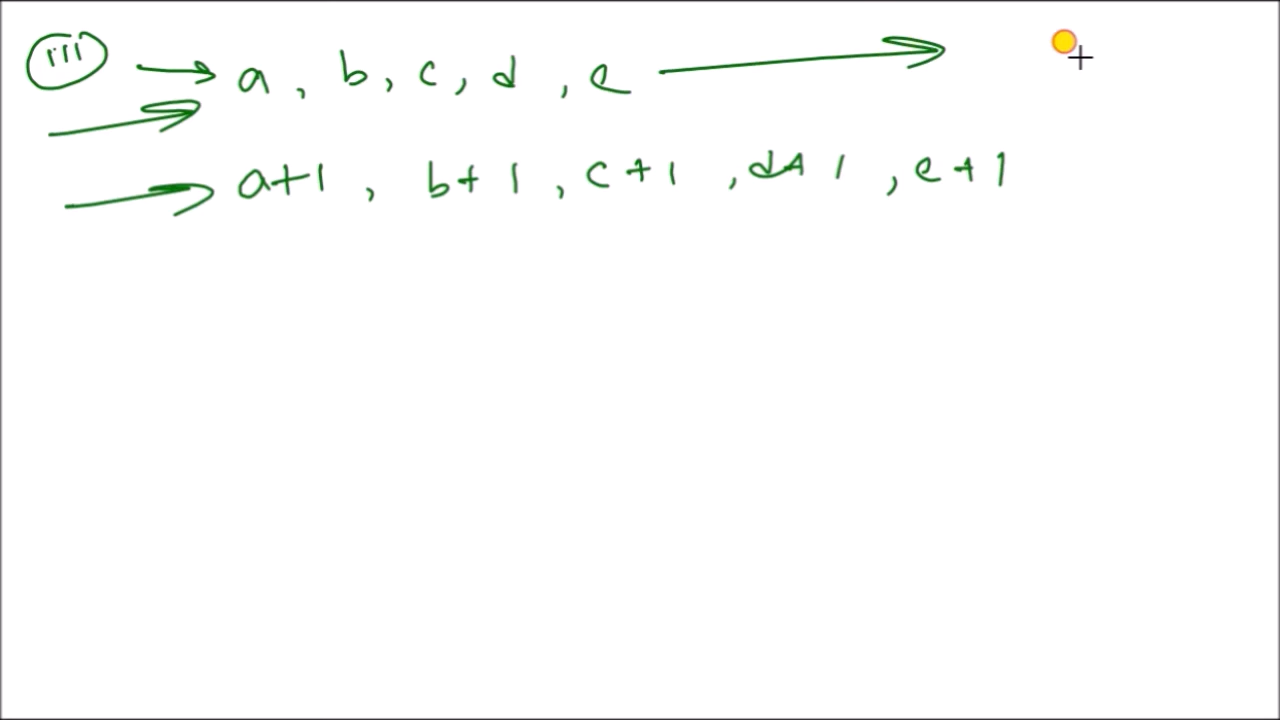 iii → a, b, c, d, e →
→ a+1, b+1, c+1, d+1, e+1